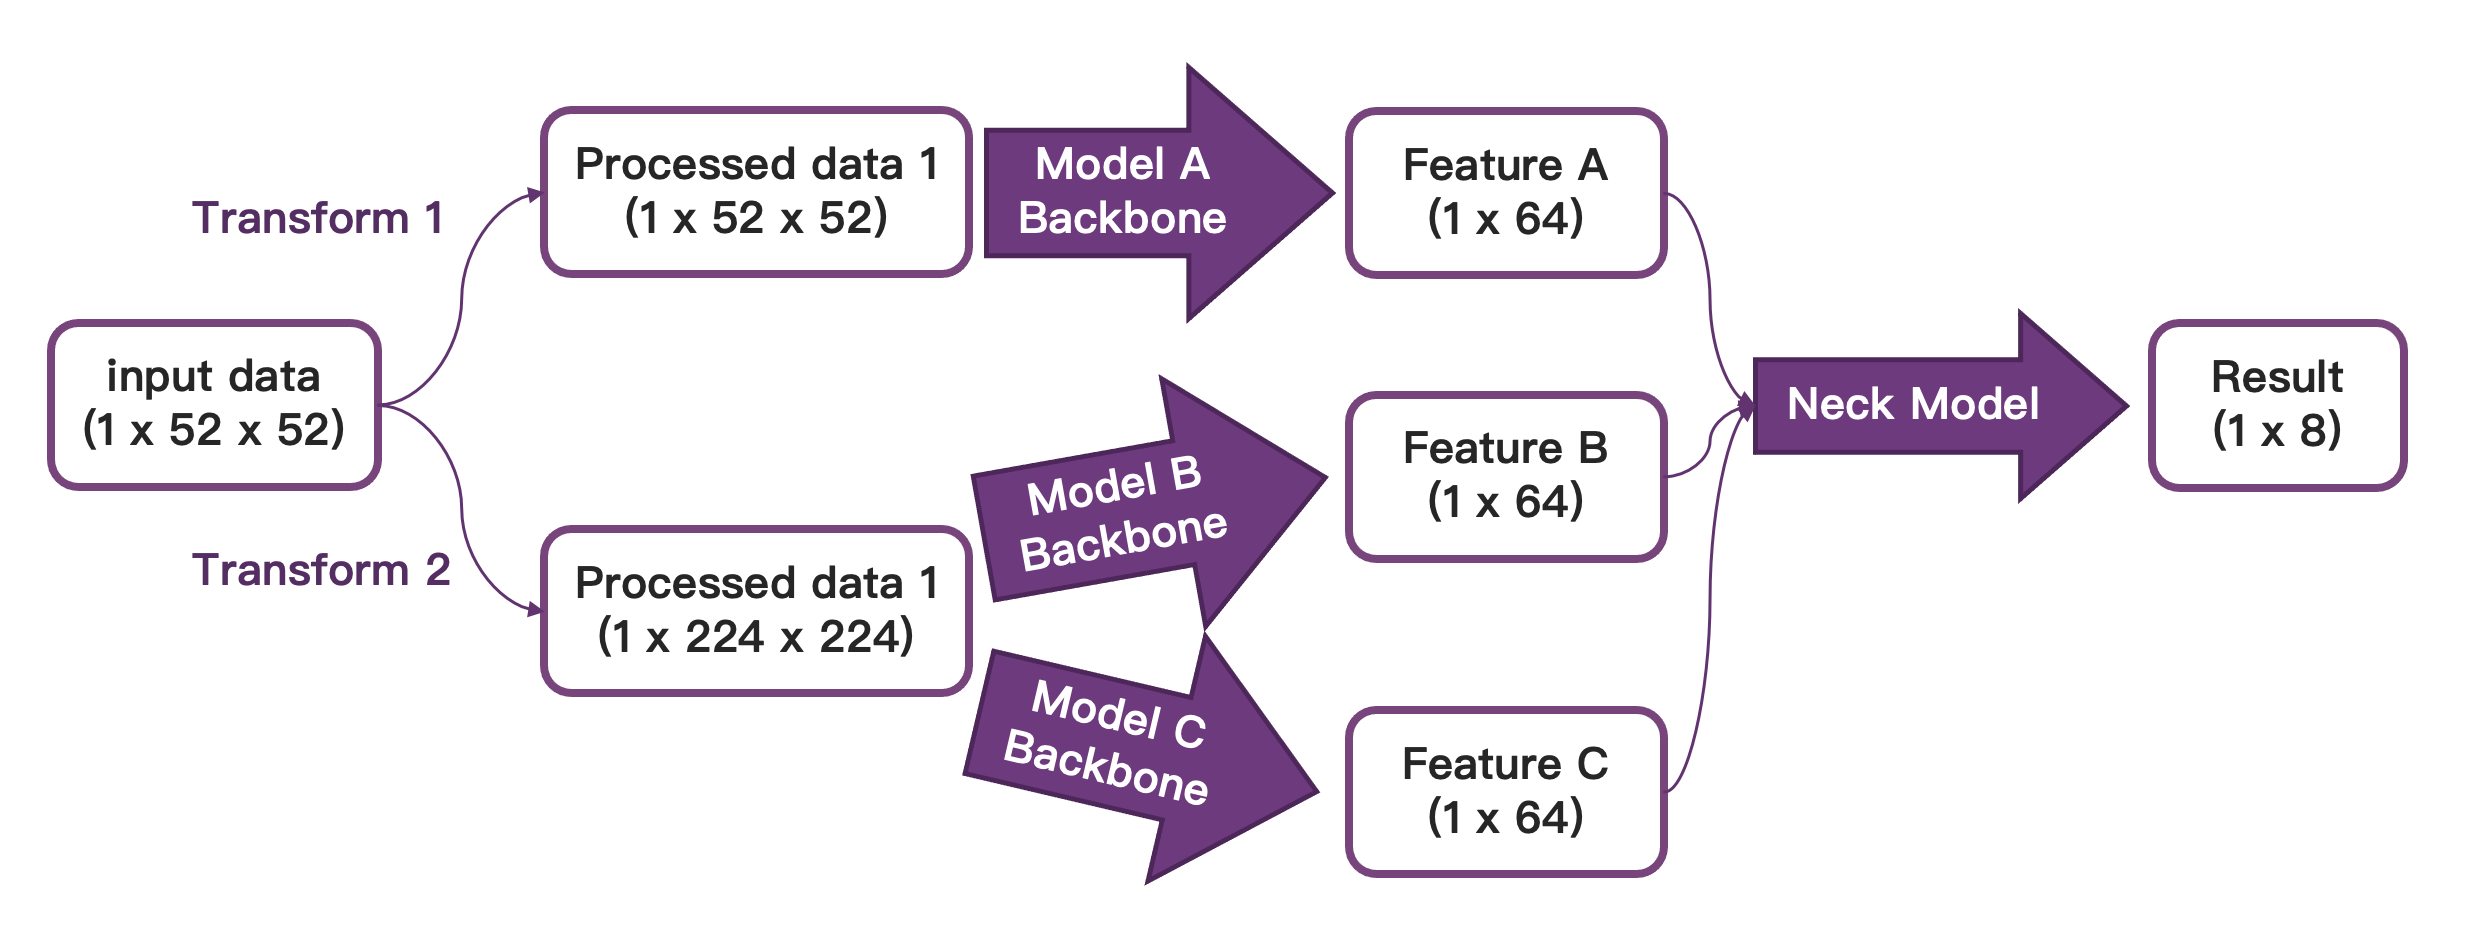 Transform 1
input data
(1 x 52 x 52)
Transform 2
Processed data 1
(1 x 52 x 52)
Processed data 1
(1 x 224 x 224)
Model A
Backbone
Model B
Backbone
Model C
Backbone
Feature A
(1 x 64)
Feature B
(1 x 64)
Feature C
(1 x 64)
Neck Model
Result
(1 x 8)